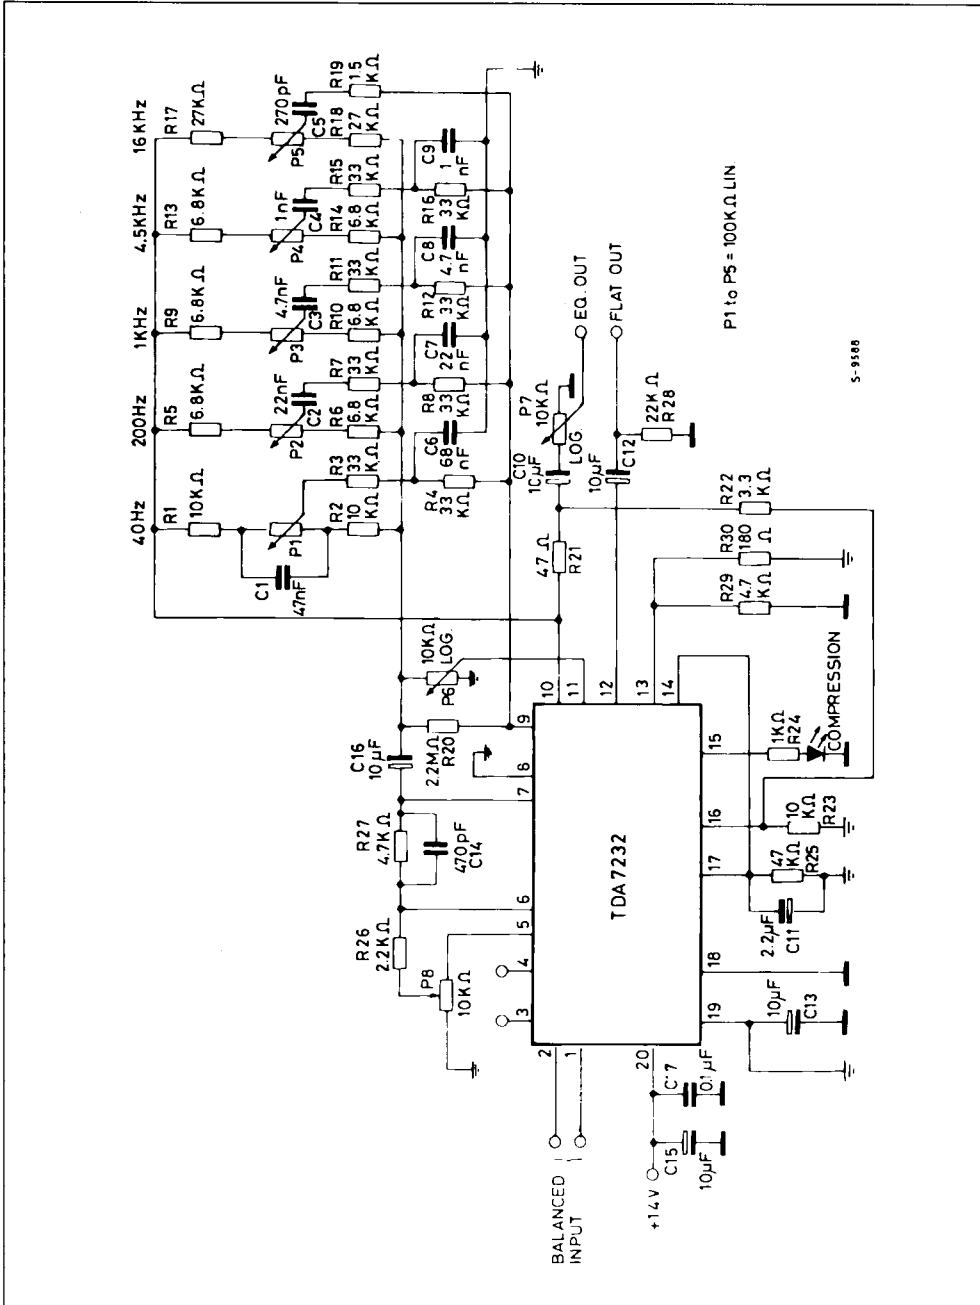 40Hz
200Hz
1KHz
4.5KHz
16KHz
R1
10KΩ
R5
6.8KΩ
R9
6.8KΩ
R13
6.8KΩ
R17
27KΩ
C1
47nF
P1
P2
22nF
C2
P3
4.7nF
C3
P4
1nF
C4
P5
270pF
C5
R2
10
KΩ
R3
33
KΩ
R6
6.8
KΩ
R7
33
KΩ
R10
6.8
KΩ
R11
33
KΩ
R14
6.8
KΩ
R15
33
KΩ
R18
27
KΩ
R19
1.5
KΩ
R4
33
KΩ
C6
68
nF
R8
33
KΩ
C7
22
nF
R12
33
KΩ
C8
4.7
nF
R16
33
KΩ
C9
1
nF
C16
10µF
10KΩ
LOG.
P6
2.2MΩ
R20
R27
4.7KΩ
470pF
C14
R26
2.2KΩ
P8
10KΩ
47Ω
R21
C10
10µF
P7
10KΩ
LOG.
EQ. OUT
10µF
C12
FLAT OUT
22KΩ
R28
R22
3.3
KΩ
R30
180
Ω
R29
4.7
KΩ
P1 to P5 = 100KΩ LIN.
S-9588
BALANCED
INPUT
+14V
C15
10µF
C17
0.1µF
2
1
20
3
4
5
6
7
8
9
10
11
12
13
14
TDA7232
19
18
17
16
15
10µF
C13
2.2µF
C11
47
KΩ
R25
10
KΩ
R23
1KΩ
R24
COMPRESSION